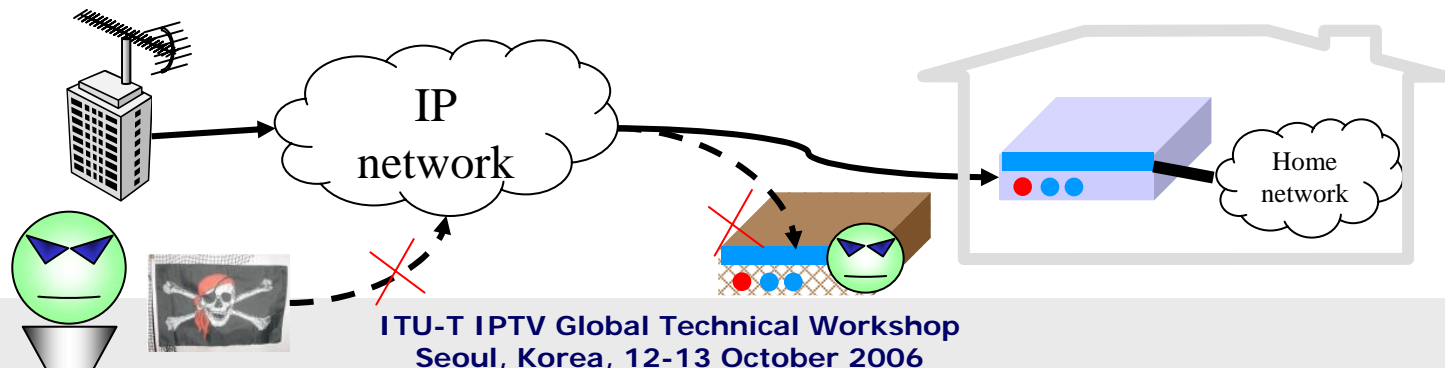 IP
network
Home
network
ITU-T IPTV Global Technical Workshop
Seoul, Korea, 12-13 October 2006